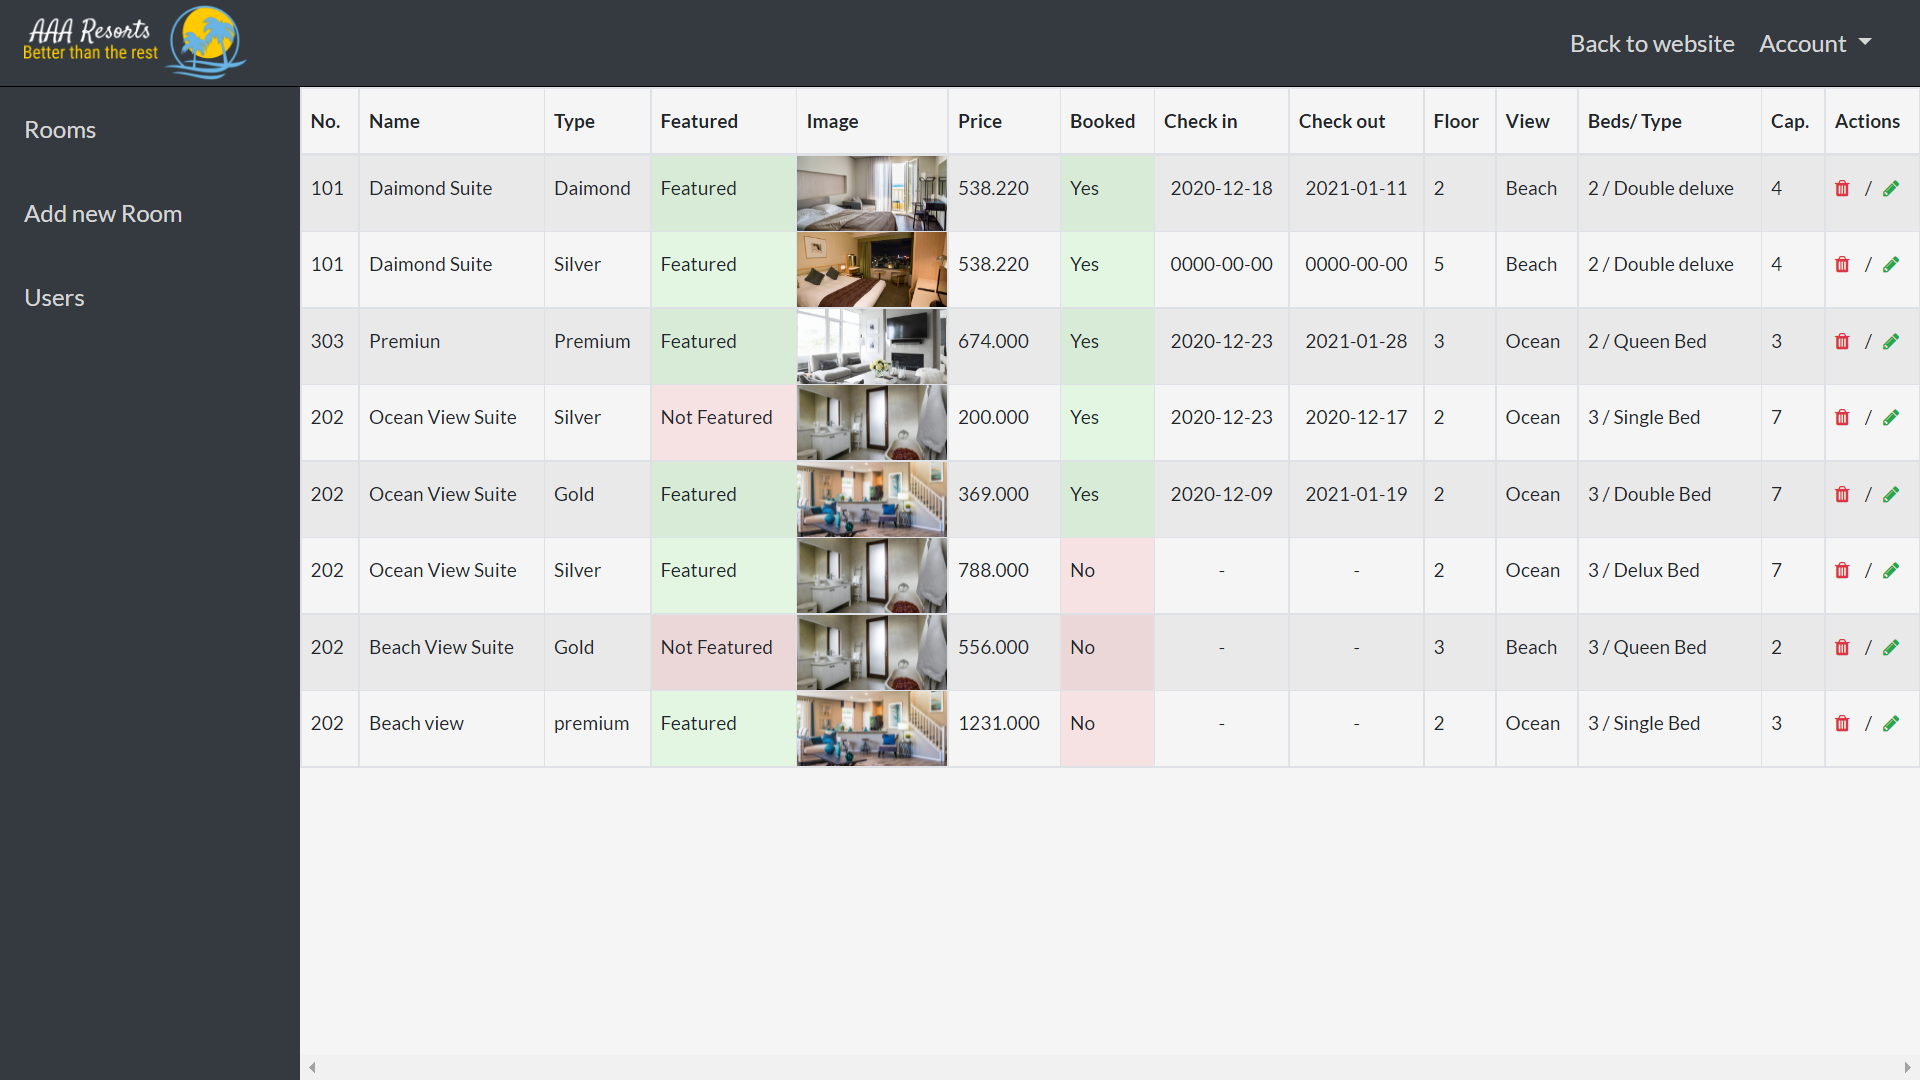 AAA Resorts
Better than the rest
Back to website Account
Rooms
Add new Room
Users
No. Name Type Featured Image Price Booked Check in Check out Floor View Beds/ Type Cap. Actions
101 Daimond Suite Daimond Featured 538.220 Yes 2020-12-18 2021-01-11 2 Beach 2 / Double deluxe 4 /
101 Daimond Suite Silver Featured 538.220 Yes 0000-00-00 0000-00-00 5 Beach 2 / Double deluxe 4 /
303 Premiun Premium Featured 674.000 Yes 2020-12-23 2021-01-28 3 Ocean 2 / Queen Bed 3 /
202 Ocean View Suite Silver Not Featured 200.000 Yes 2020-12-23 2020-12-17 2 Ocean 3 / Single Bed 7 /
202 Ocean View Suite Gold Featured 369.000 Yes 2020-12-09 2021-01-19 2 Ocean 3 / Double Bed 7 /
202 Ocean View Suite Silver Featured 788.000 No - - 2 Ocean 3 / Delux Bed 7 /
202 Beach View Suite Gold Not Featured 556.000 No - - 3 Beach 3 / Queen Bed 2 /
202 Beach view premium Featured 1231.000 No - - 2 Ocean 3 / Single Bed 3 /